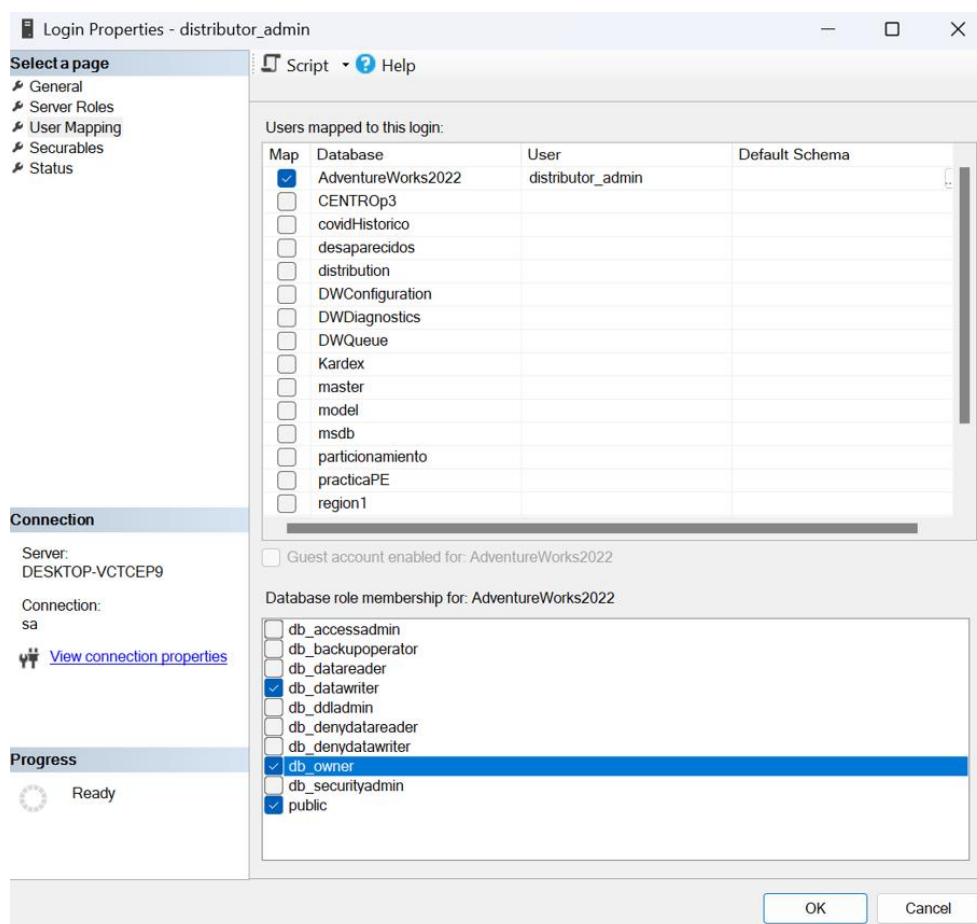 Login Properties - distributor_admin
Select a page
General
Server Roles
User Mapping
Securables
Status
Script Help
Users mapped to this login:
Map Database User Default Schema
AdventureWorks2022 distributor_admin ..
CENTROp3
covidHistorico
desaparecidos
distribution
DWConfiguration
DWDiagnostics
DWQueue
Kardex
master
model
msdb
particionamiento
practicaPE
region1
Guest account enabled for: AdventureWorks2022
Database role membership for: AdventureWorks2022
db_accessadmin
db_backupoperator
db_datareader
db_datawriter
db_ddladmin
db_denydatareader
db_denydatawriter
db_owner
db_securityadmin
public
Connection
Server:
DESKTOP-VCTCEP9
Connection:
sa
View connection properties
Progress
Ready
OK Cancel